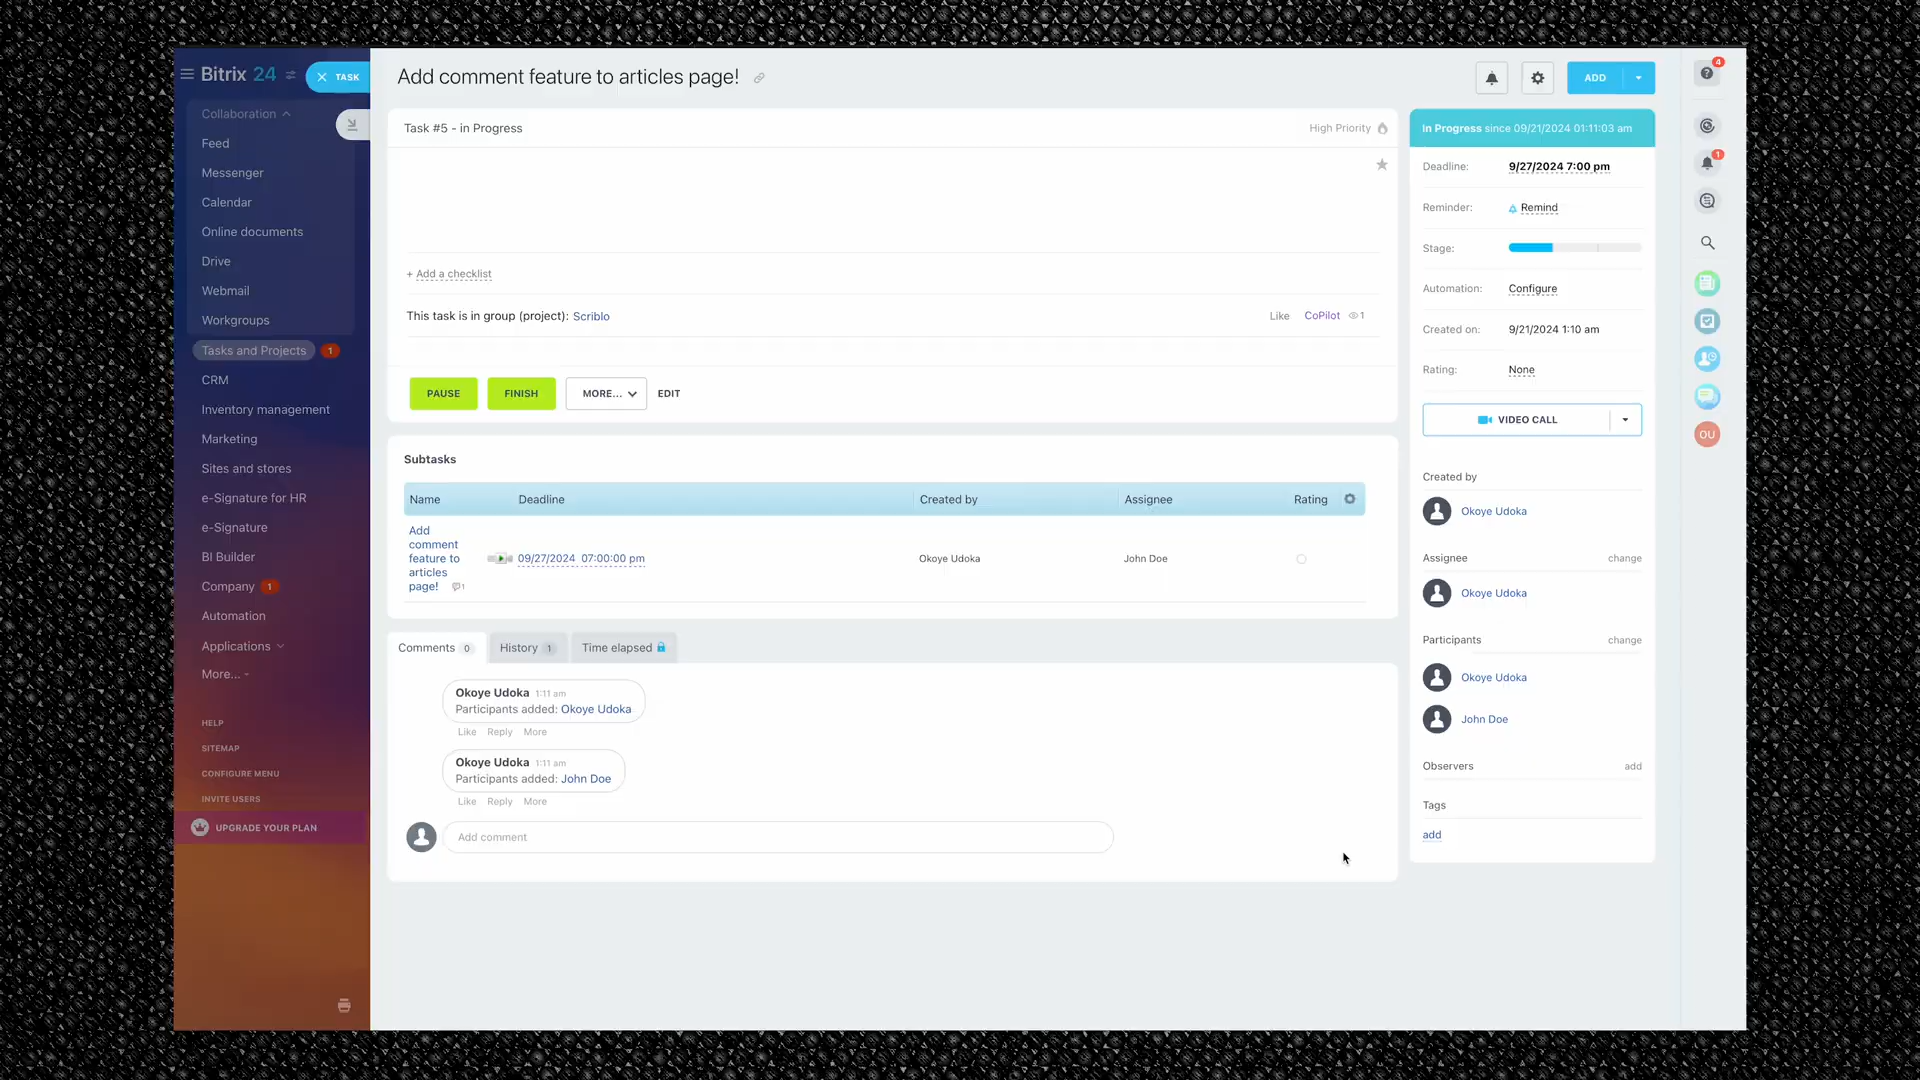 Bitrix 24
TASK
Add comment feature to articles page!
ADD
4
Collaboration
Feed
Messenger
Calendar
Online documents
Drive
Webmail
Workgroups
Tasks and Projects 1
CRM
Inventory management
Marketing
Sites and stores
e-Signature for HR
e-Signature
BI Builder
Company 1
Automation
Applications
More...
HELP
SITEMAP
CONFIGURE MENU
INVITE USERS
UPGRADE YOUR PLAN
Task #5 - in Progress
High Priority
+ Add a checklist
This task is in group (project): Scriblo
Like CoPilot 1
PAUSE
FINISH
MORE...
EDIT
Subtasks
Name Deadline Created by Assignee Rating
Add
comment
feature to
articles
page! 1
09/27/2024 07:00:00 pm
Okoye Udoka
John Doe
Comments 0
History 1
Time elapsed
Okoye Udoka 1:11 am
Participants added: Okoye Udoka
Like Reply More
Okoye Udoka 1:11 am
Participants added: John Doe
Like Reply More
Add comment
In Progress since 09/21/2024 01:11:03 am
Deadline: 9/27/2024 7:00 pm
Reminder: Remind
Stage:
Automation: Configure
Created on: 9/21/2024 1:10 am
Rating: None
VIDEO CALL
Created by
Okoye Udoka
Assignee change
Okoye Udoka
Participants change
Okoye Udoka
John Doe
Observers add
Tags
add
1
OU